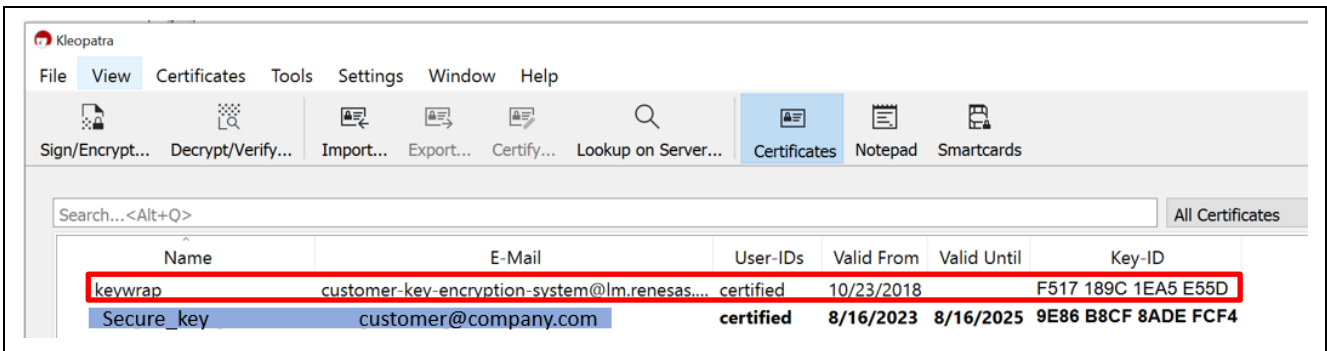 Kleopatra
File View Certificates Tools Settings Window Help
Sign/Encrypt... Decrypt/Verify... Import... Export... Certify... Lookup on Server... Certificates Notepad Smartcards
Search...<Alt+Q> All Certificates
Name E-Mail User-IDs Valid From Valid Until Key-ID
keywrap customer-key-encryption-system@lm.renesas.... certified 10/23/2018 F517 189C 1EA5 E55D
Secure_key customer@company.com certified 8/16/2023 8/16/2025 9E86 B8CF 8ADE FCF4